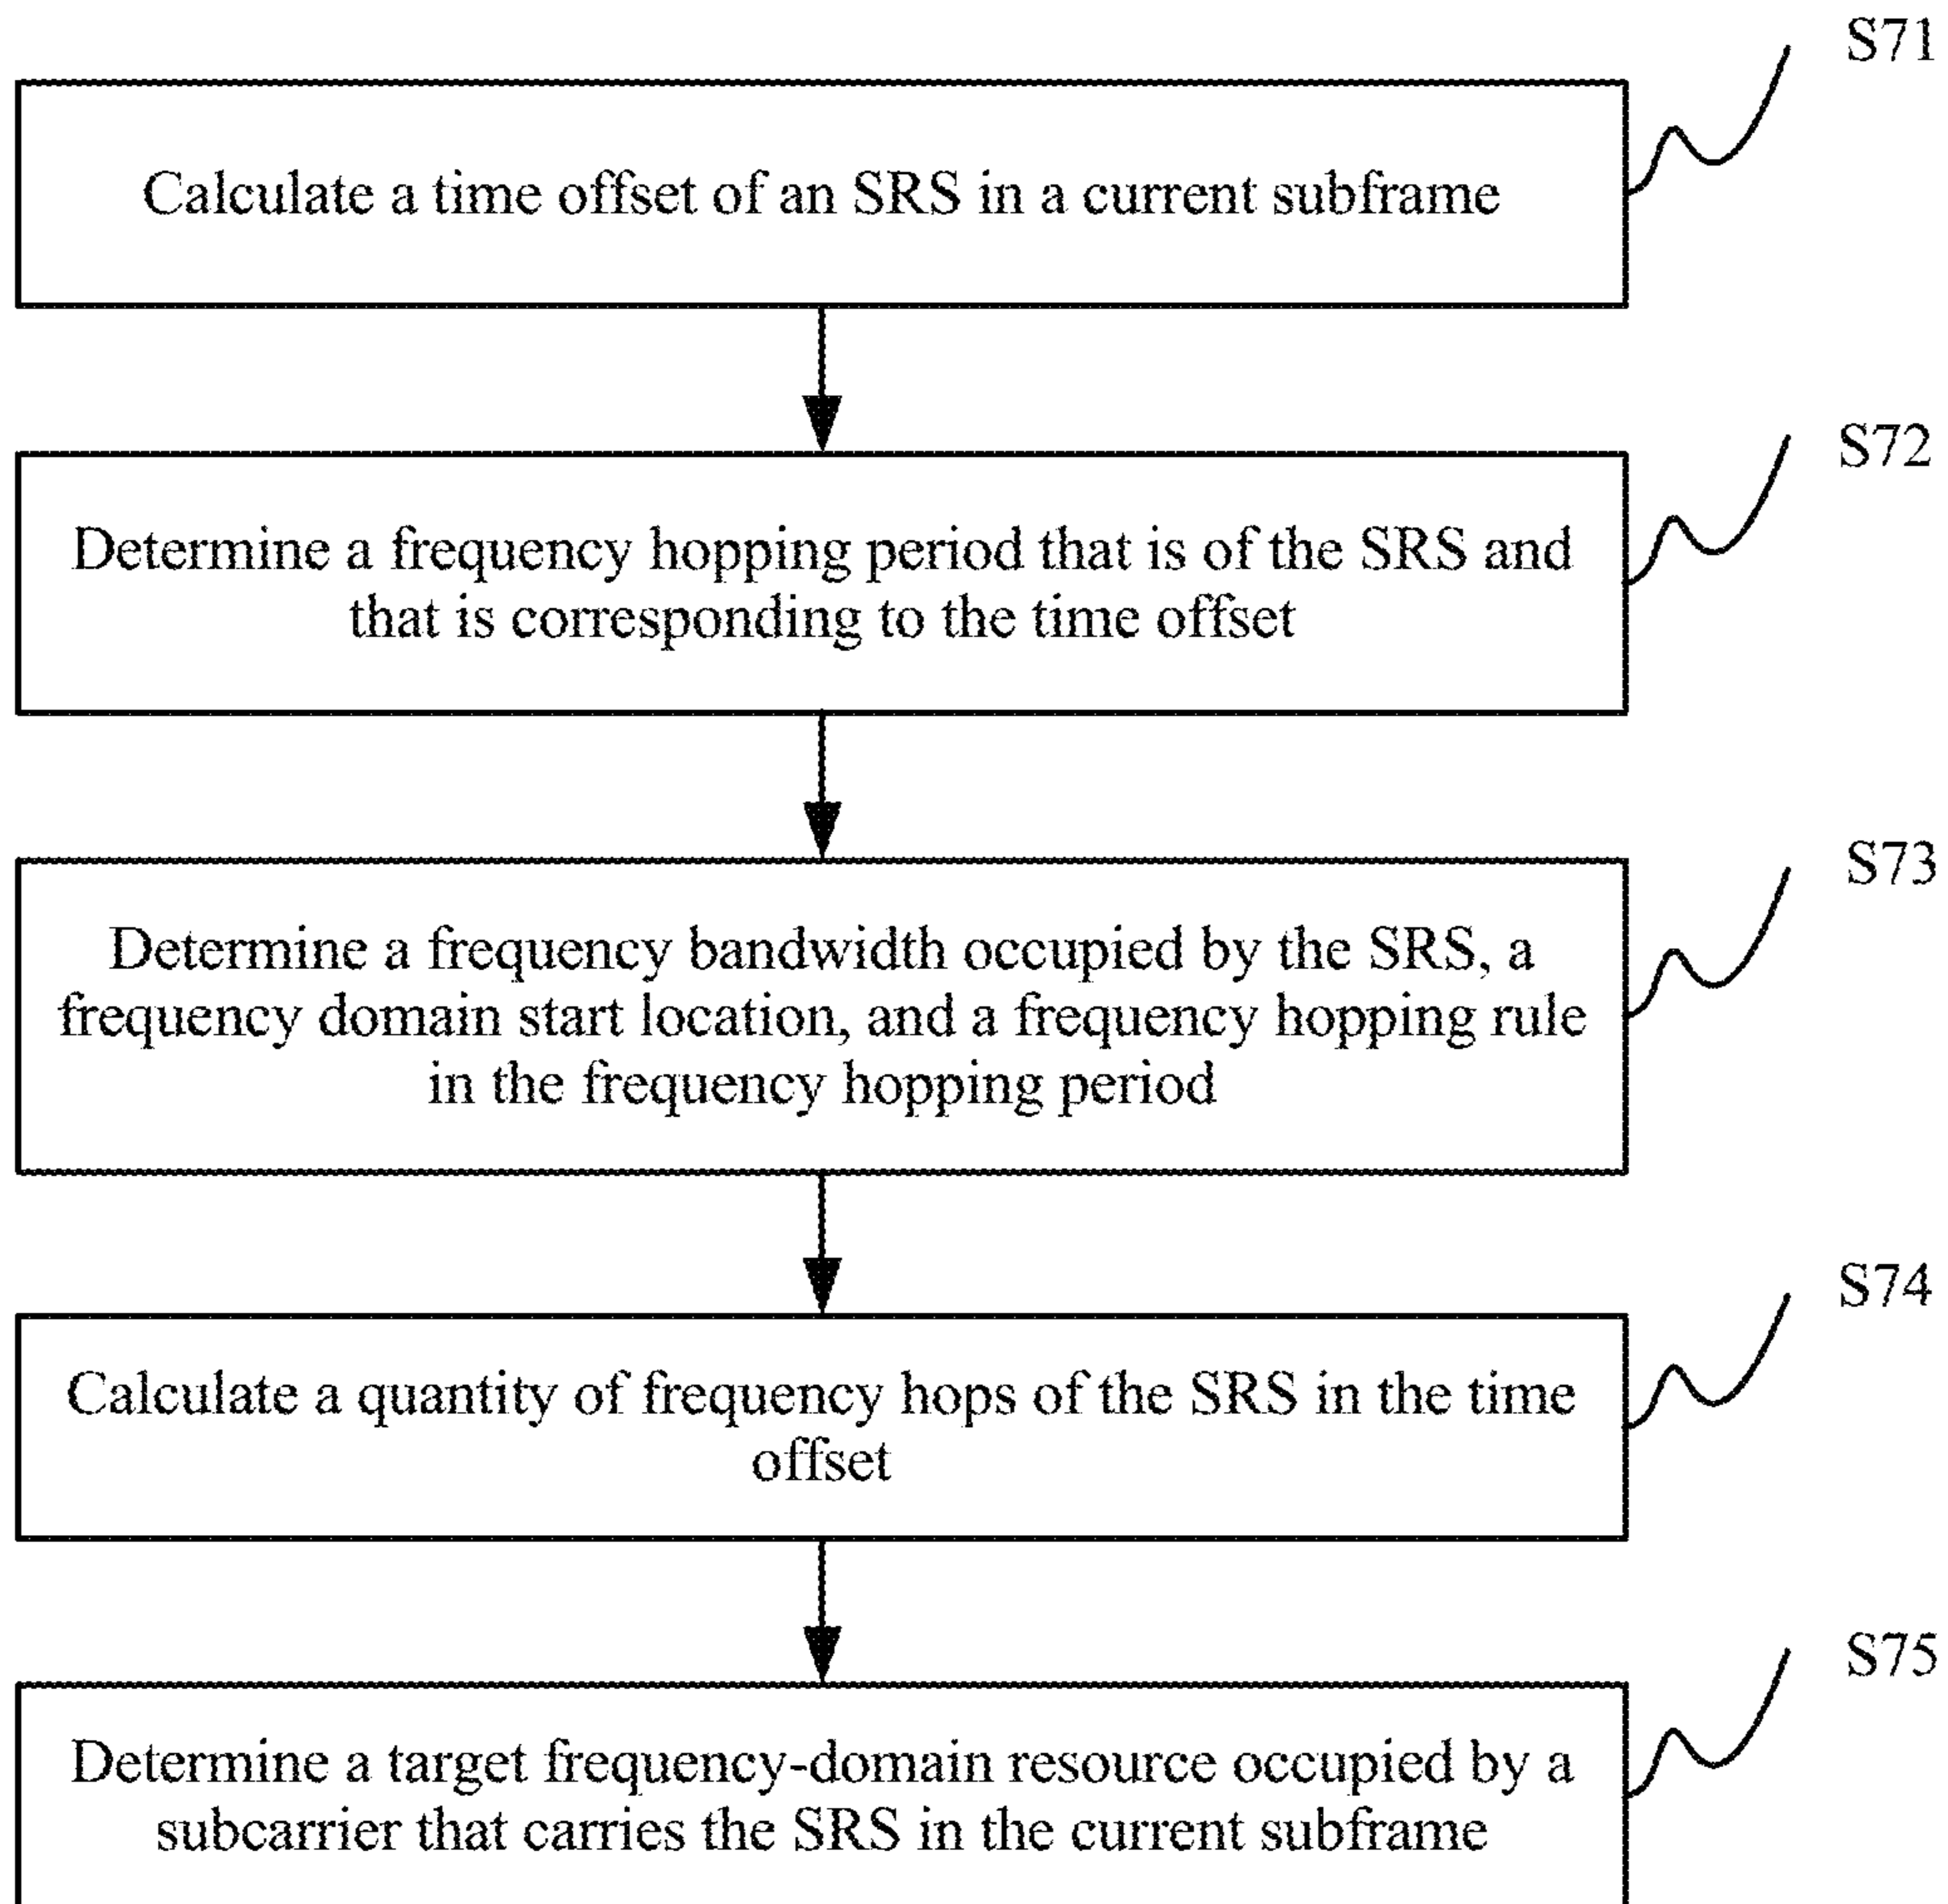 S71
Calculate a time offset of an SRS in a current subframe
S72
Determine a frequency hopping period that is of the SRS and
that is corresponding to the time offset
S73
Determine a frequency bandwidth occupied by the SRS, a
frequency domain start location, and a frequency hopping rule
in the frequency hopping period
S74
Calculate a quantity of frequency hops of the SRS in the time
offset
S75
Determine a target frequency-domain resource occupied by a
subcarrier that carries the SRS in the current subframe